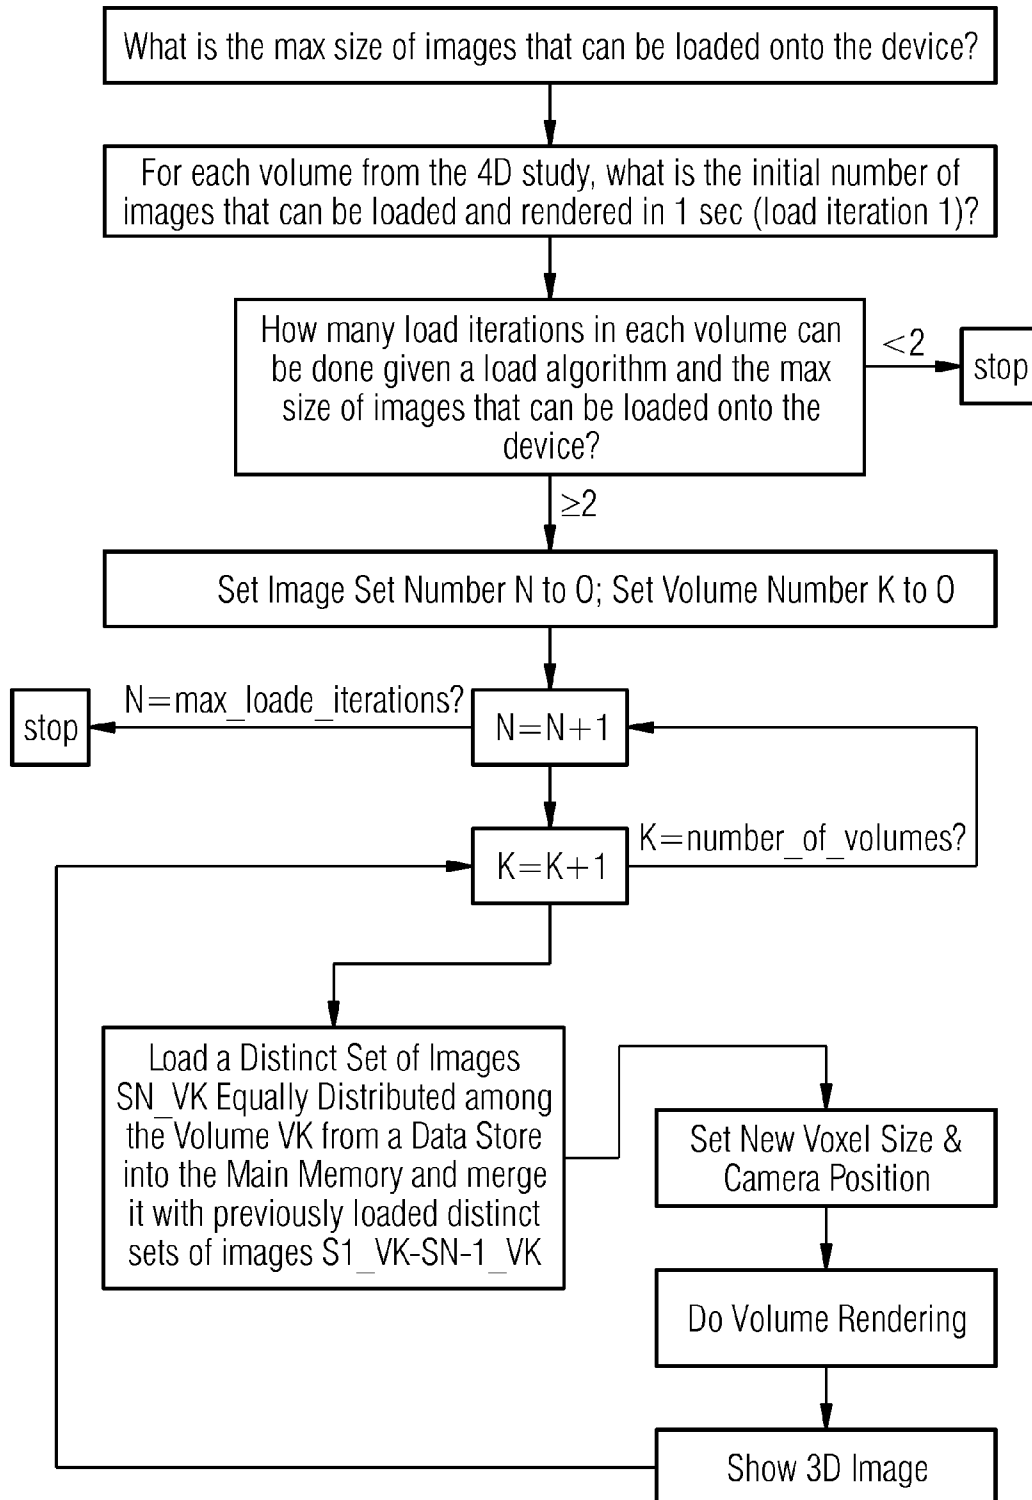 What is the max size of images that can be loaded onto the device?
For each volume from the 4D study, what is the initial number of
images that can be loaded and rendered in 1 sec (load iteration 1)?
How many load iterations in each volume can
be done given a load algorithm and the max
size of images that can be loaded onto the
device?
<2
stop
≥2
Set Image Set Number N to O; Set Volume Number K to O
N=max_loade_iterations?
stop
N=N+1
K=number_of_volumes?
K=K+1
Load a Distinct Set of Images
SN_VK Equally Distributed among
the Volume VK from a Data Store
into the Main Memory and merge
it with previously loaded distinct
sets of images S1_VK-SN-1_VK
Set New Voxel Size &
Camera Position
Do Volume Rendering
Show 3D Image